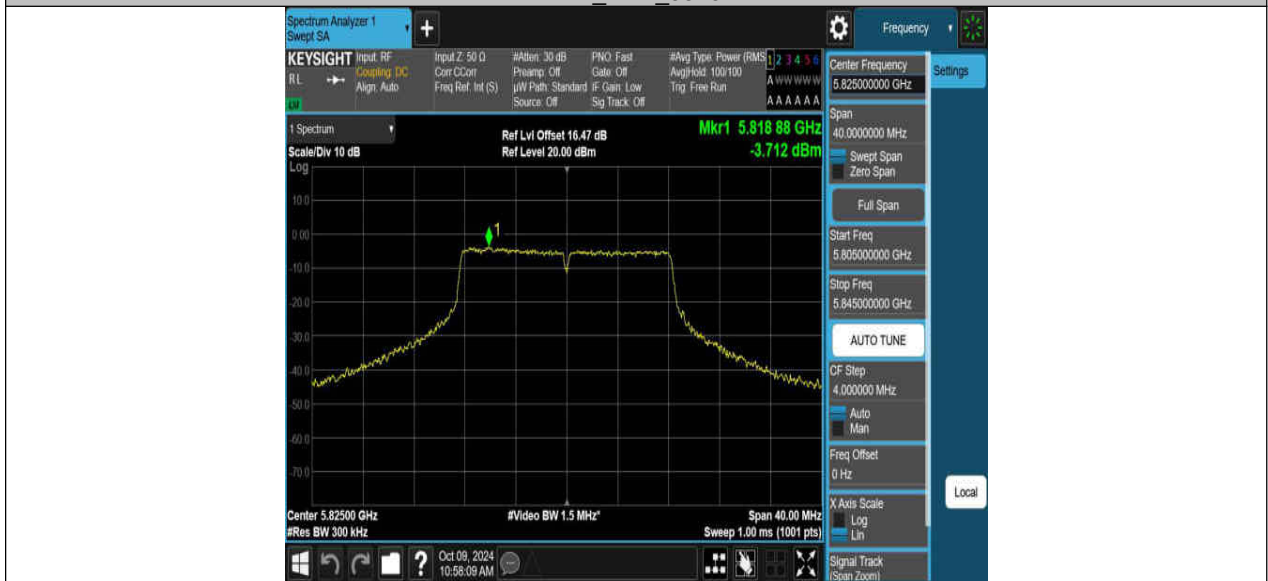 Spectrum Analyzer 1
Swept SA
+
Frequency
KEYSIGHT
RL
Input: RF
Coupling: DC
Align: Auto
Input Z: 50 Ω
Corr CCorr
Freq Ref: Int (S)
#Atten: 30 dB
Preamp: Off
µW Path: Standard
Source: Off
PNO: Fast
Gate: Off
IF Gain: Low
Sig Track: Off
#Avg Type: Power (RMS
Avg|Hold: 100/100
Trig: Free Run
1 2 3 4 5 6
A W W W W W
A A A A A A
Center Frequency
5.825000000 GHz
Settings
1 Spectrum
Scale/Div 10 dB
Log
Ref Lvl Offset 16.47 dB
Ref Level 20.00 dBm
Mkr1 5.818 88 GHz
-3.712 dBm
Span
40.0000000 MHz
Swept Span
Zero Span
Full Span
Start Freq
5.805000000 GHz
Stop Freq
5.845000000 GHz
AUTO TUNE
CF Step
4.000000 MHz
Auto
Man
Freq Offset
0 Hz
X Axis Scale
Log
Lin
Signal Track
(Span Zoom)
Local
10.0
0.00
-10.0
-20.0
-30.0
-40.0
-50.0
-60.0
-70.0
1
Center 5.82500 GHz
#Res BW 300 kHz
#Video BW 1.5 MHz*
Span 40.00 MHz
Sweep 1.00 ms (1001 pts)
?
Oct 09, 2024
10:58:09 AM